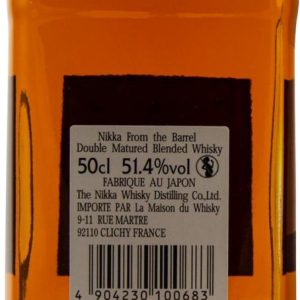 Nikka From the Barrel
Double Matured Blended Whisky
50cl 51.4%vol
FABRIQUE AU JAPON
The Nikka Whisky Distilling Co.,Ltd.
IMPORTE PAR La Maison du Whisky
9-11 RUE MARTRE
92110 CLICHY FRANCE
4 904230 100683